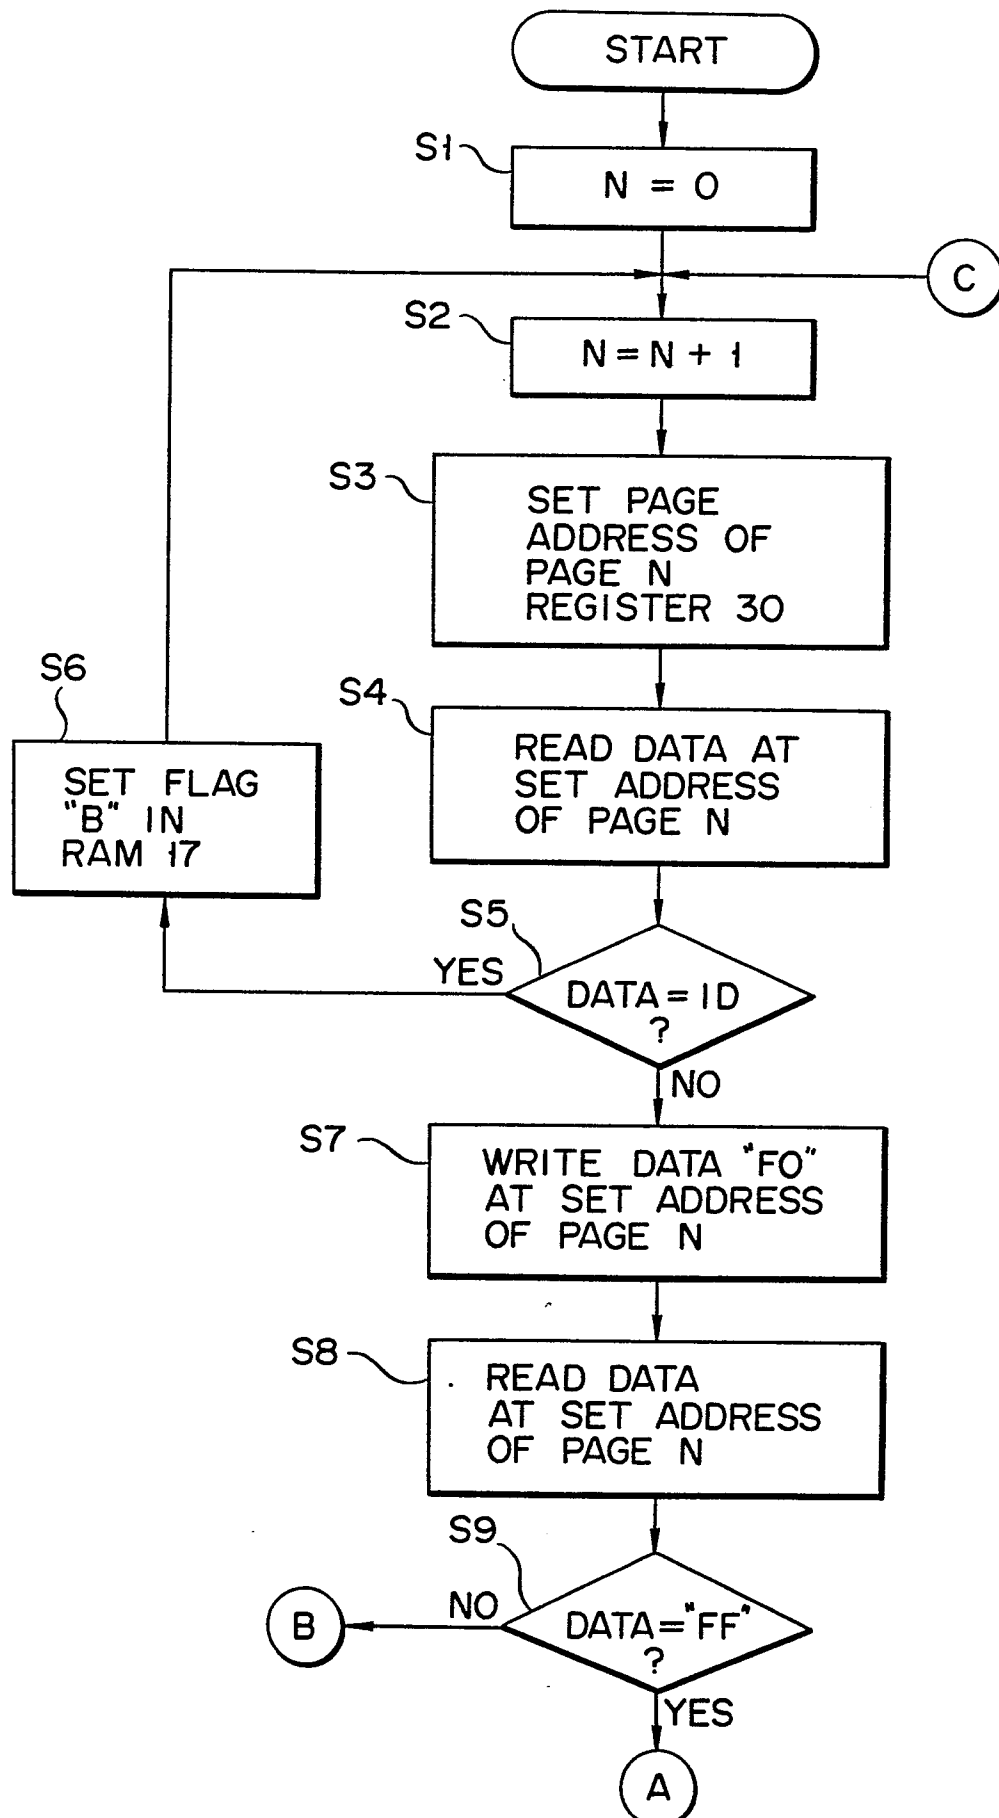 START
S1
N = 0
C
S2
N = N + 1
S3
SET PAGE
ADDRESS OF
PAGE N
REGISTER 30
S6
SET FLAG
"B" IN
RAM 17
S4
READ DATA AT
SET ADDRESS
OF PAGE N
S5
YES
DATA = ID
?
NO
S7
WRITE DATA "FO"
AT SET ADDRESS
OF PAGE N
S8
READ DATA
AT SET ADDRESS
OF PAGE N
S9
B
NO
DATA="FF"
?
YES
A